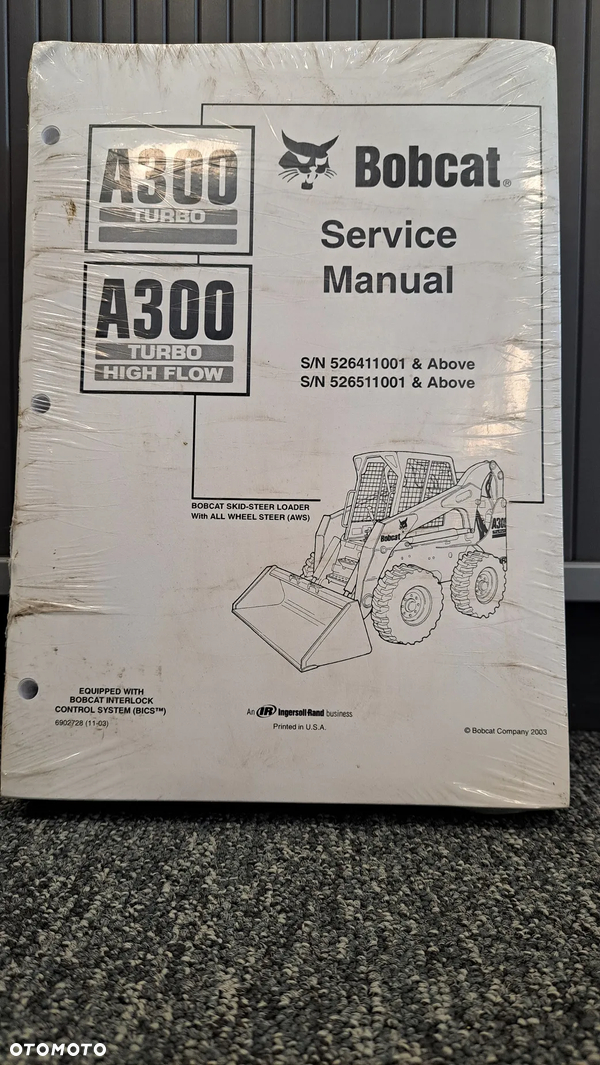 A300
TURBO
A300
TURBO
HIGH FLOW
Bobcat®
Service
Manual
S/N 526411001 & Above
S/N 526511001 & Above
BOBCAT SKID-STEER LOADER
With ALL WHEEL STEER (AWS)
Bobcat
A300
EQUIPPED WITH
BOBCAT INTERLOCK
CONTROL SYSTEM (BICS™)
6902728 (11-03)
An IR Ingersoll-Rand business
Printed in U.S.A.
© Bobcat Company 2003
OTOMOTO